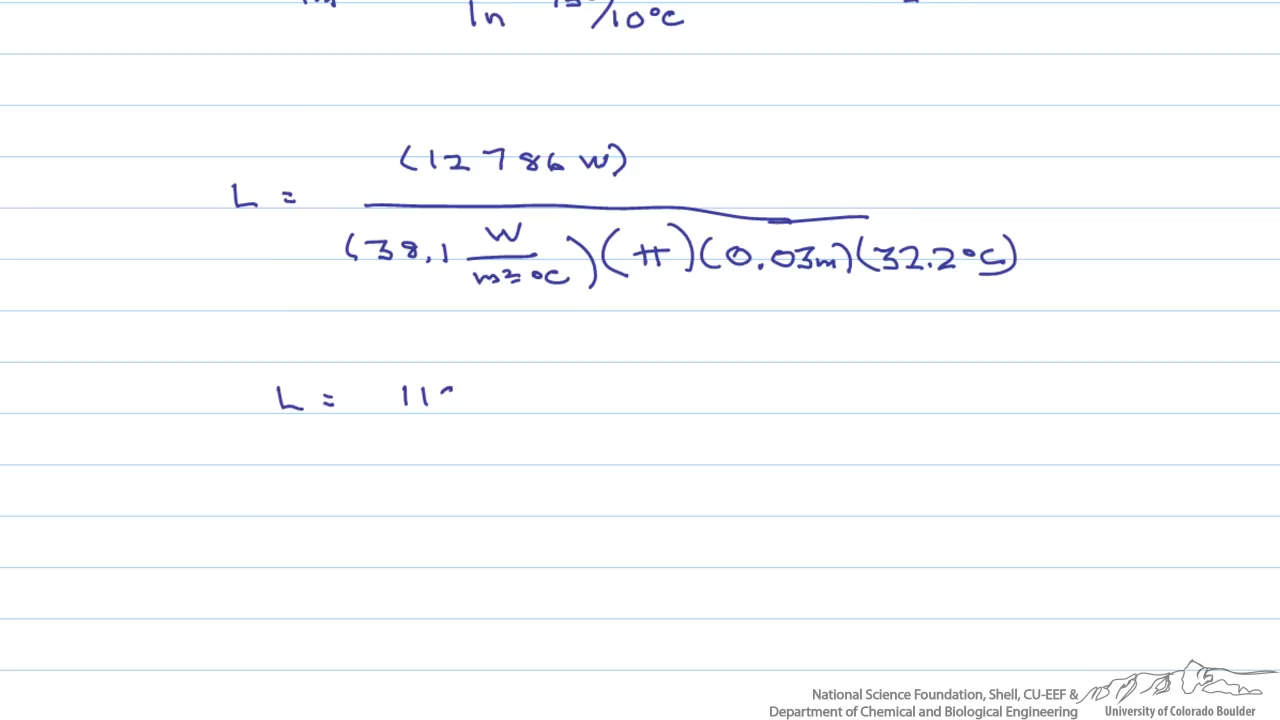 ln /10°C
(12786 W)
L =
(38.1 W/m²°C)(π)(0.03m)(32.2°C)
L = 11
National Science Foundation, Shell, CU-EEF &
Department of Chemical and Biological Engineering
University of Colorado Boulder